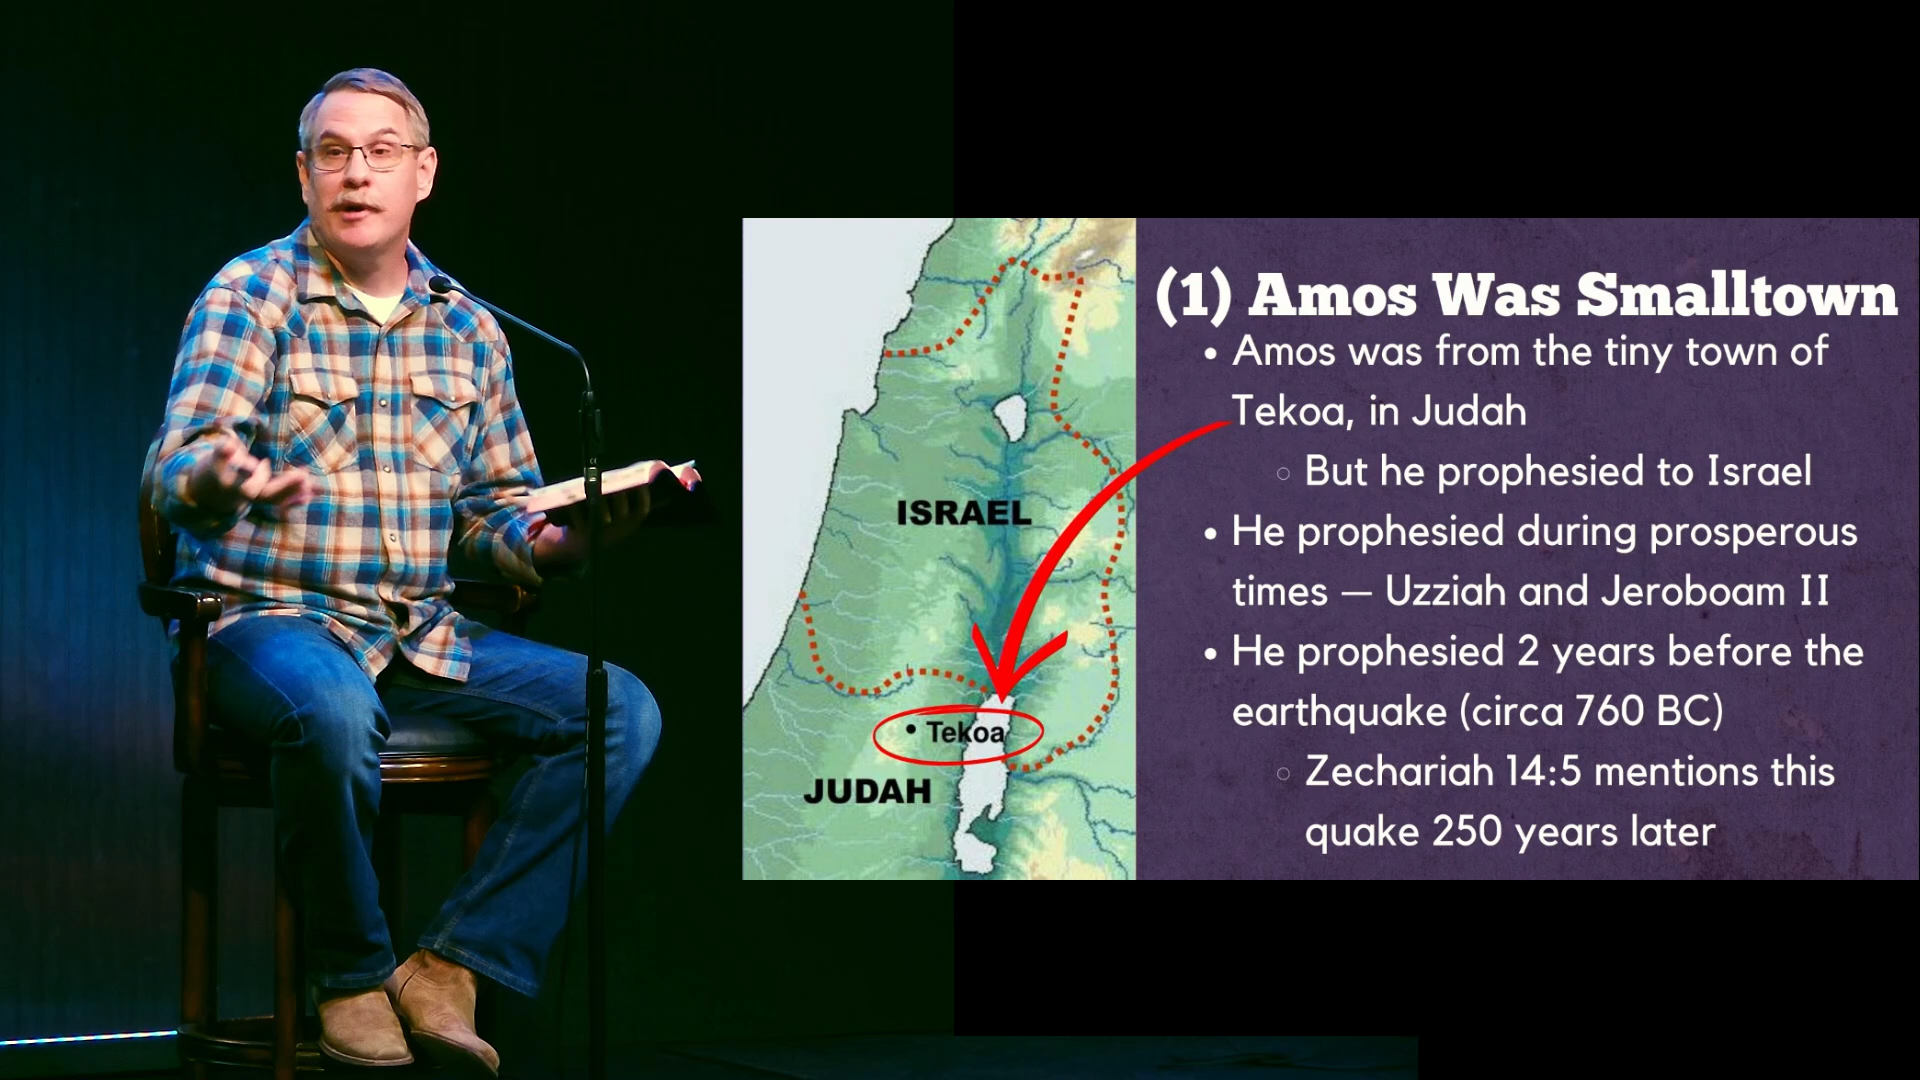 (1) Amos Was Smalltown
• Amos was from the tiny town of
Tekoa, in Judah
○ But he prophesied to Israel
• He prophesied during prosperous
times — Uzziah and Jeroboam II
• He prophesied 2 years before the
earthquake (circa 760 BC)
○ Zechariah 14:5 mentions this
quake 250 years later
ISRAEL
• Tekoa
JUDAH